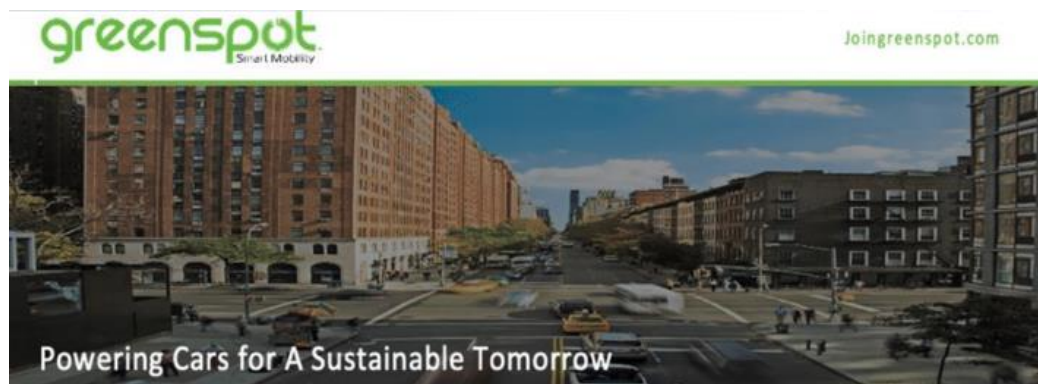 greenspot
Smart Mobility
Joingreenspot.com
Powering Cars for A Sustainable Tomorrow